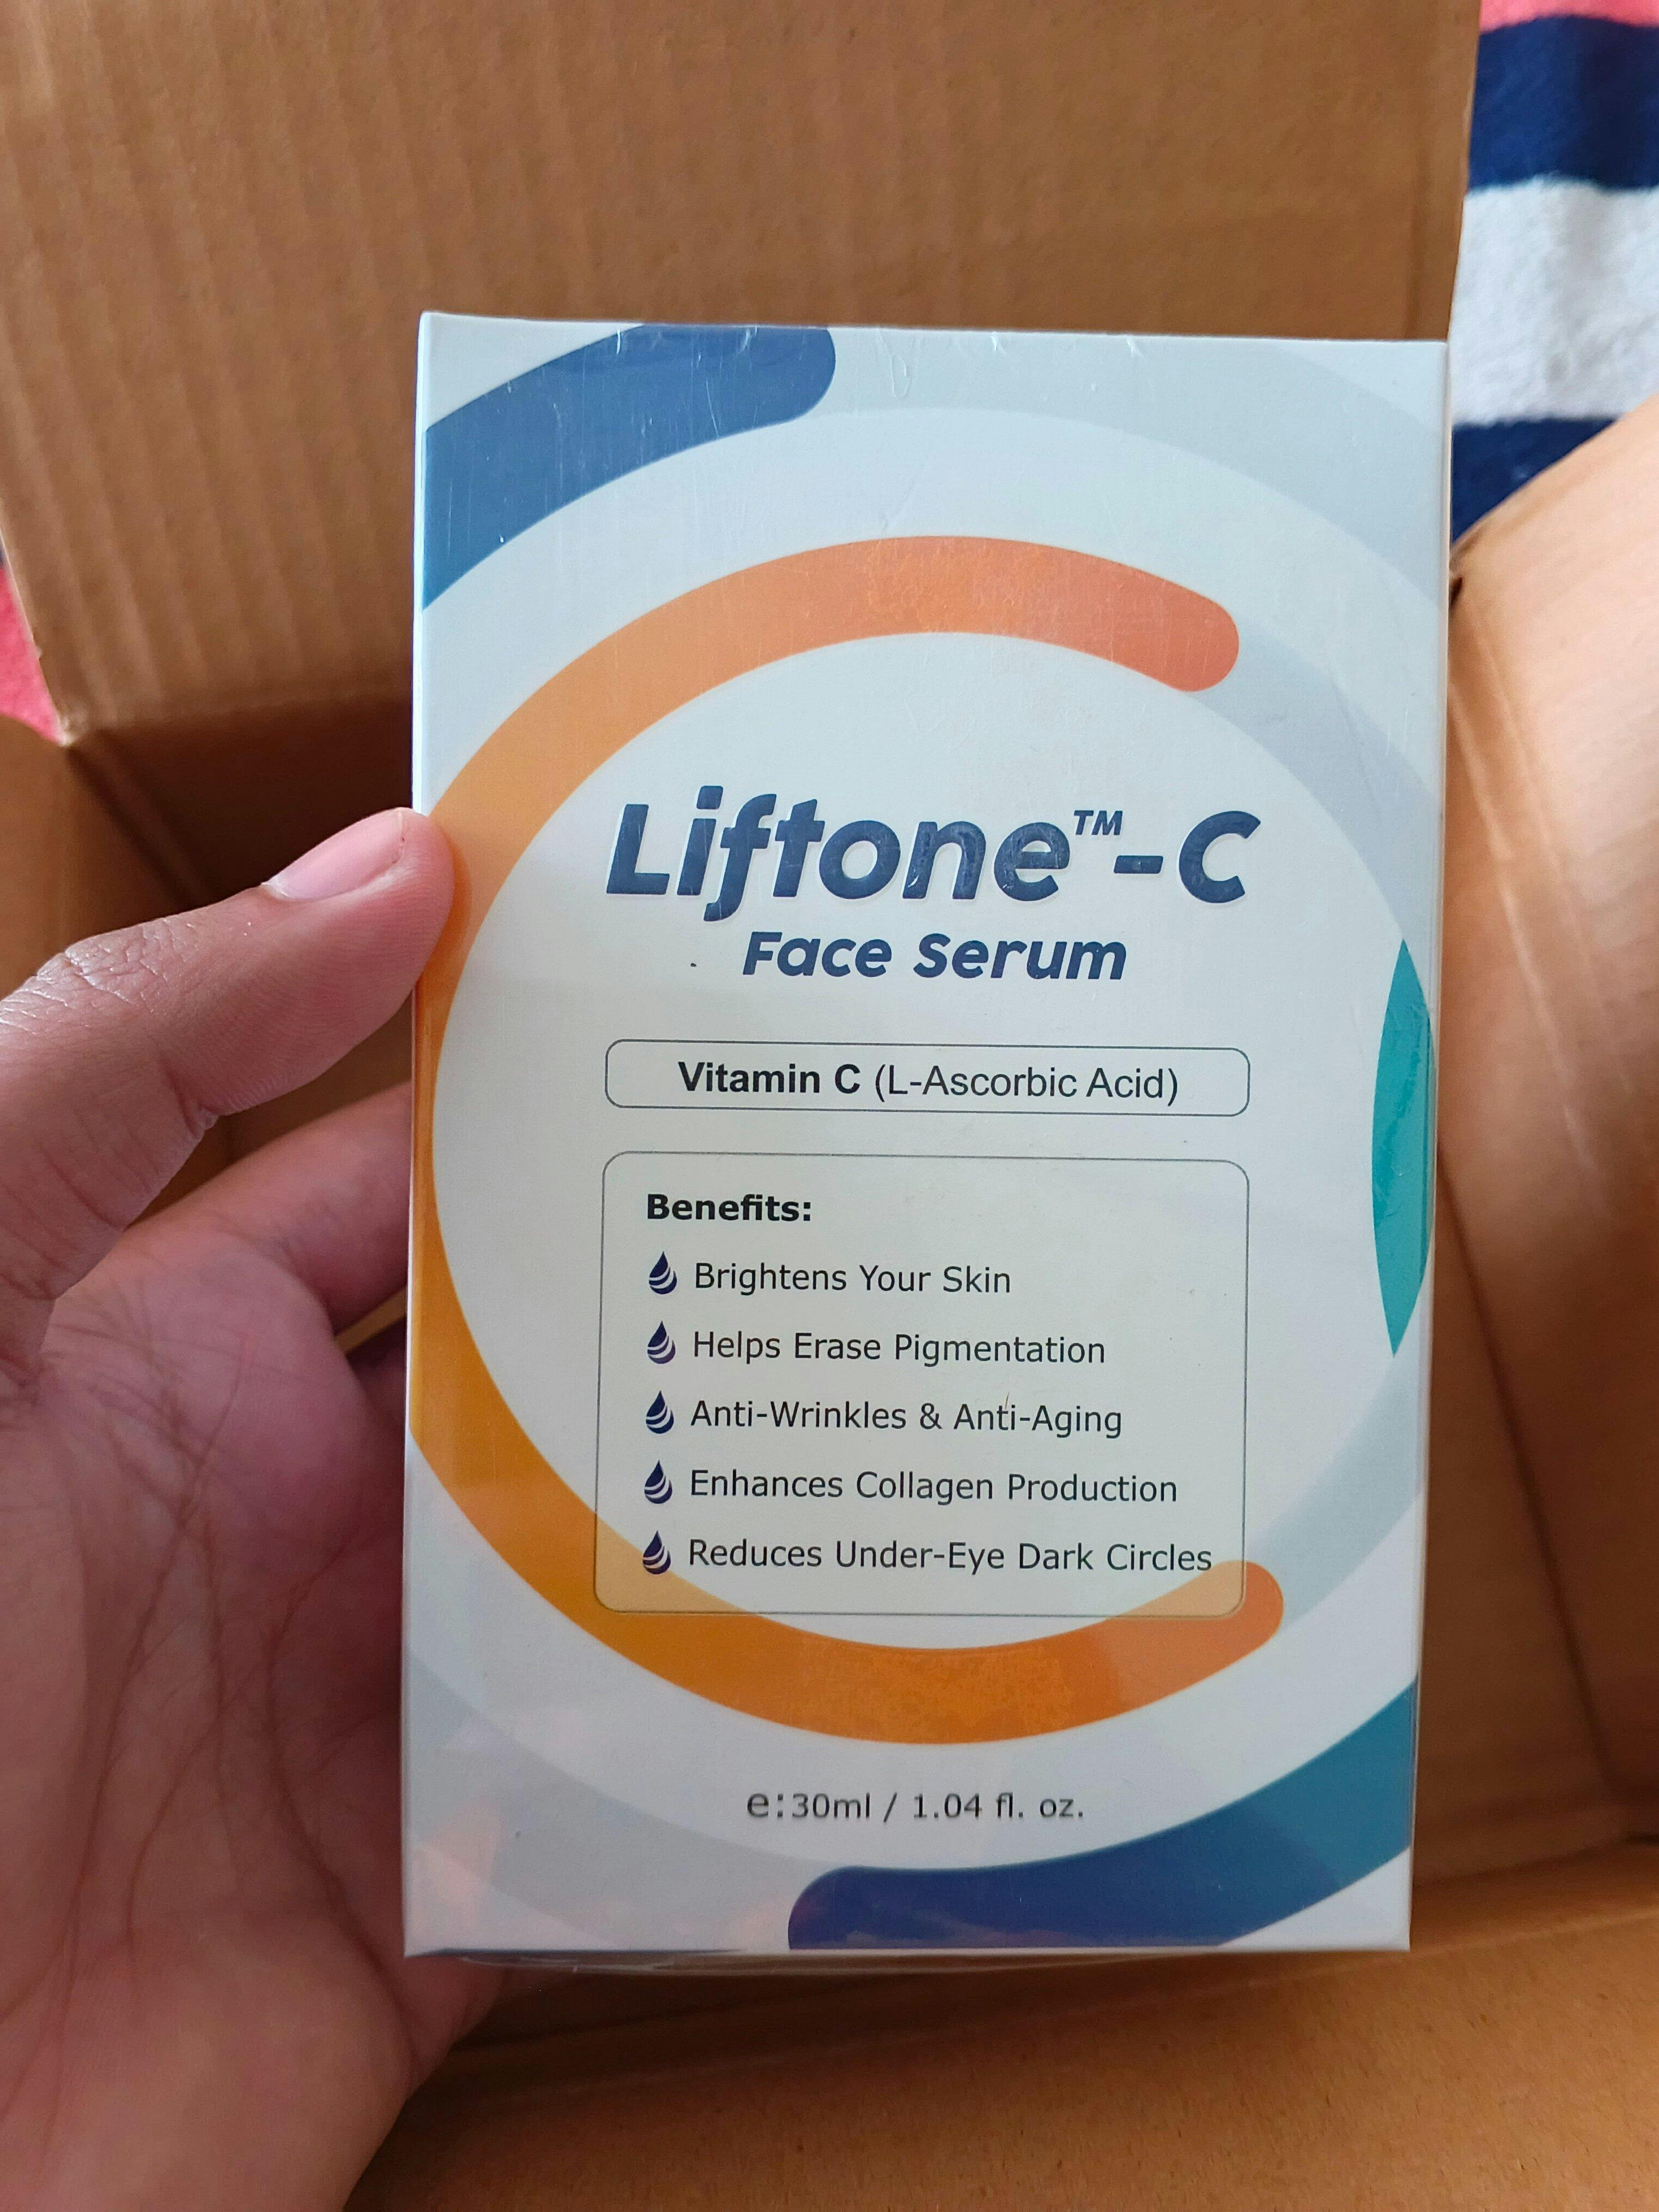 Liftone™-C
Face Serum
Vitamin C (L-Ascorbic Acid)
Benefits:
Brightens Your Skin
Helps Erase Pigmentation
Anti-Wrinkles & Anti-Aging
Enhances Collagen Production
Reduces Under-Eye Dark Circles
e:30ml / 1.04 fl. oz.